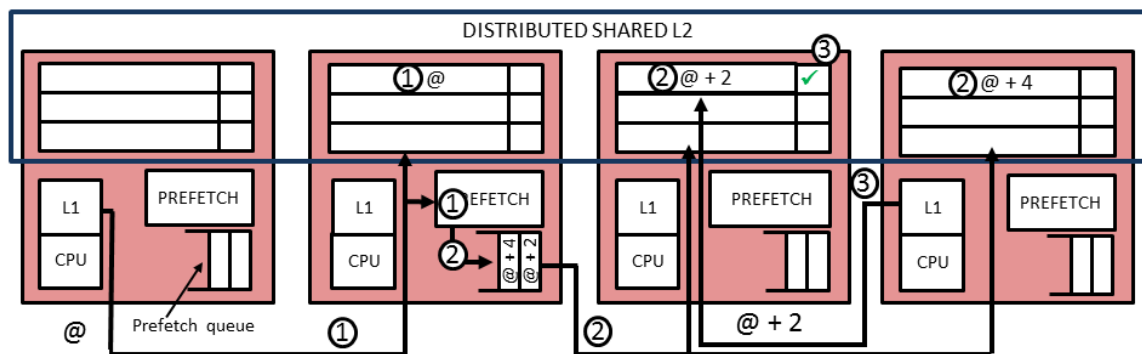 DISTRIBUTED SHARED L2
3
1 @
2 @ + 2 ✓
2 @ + 4
L1
PREFETCH
CPU
L1
1 REFETCH
CPU
2
@ + 4
@ + 2
L1
PREFETCH
CPU
3
L1
PREFETCH
CPU
@
Prefetch queue
1
2
@ + 2